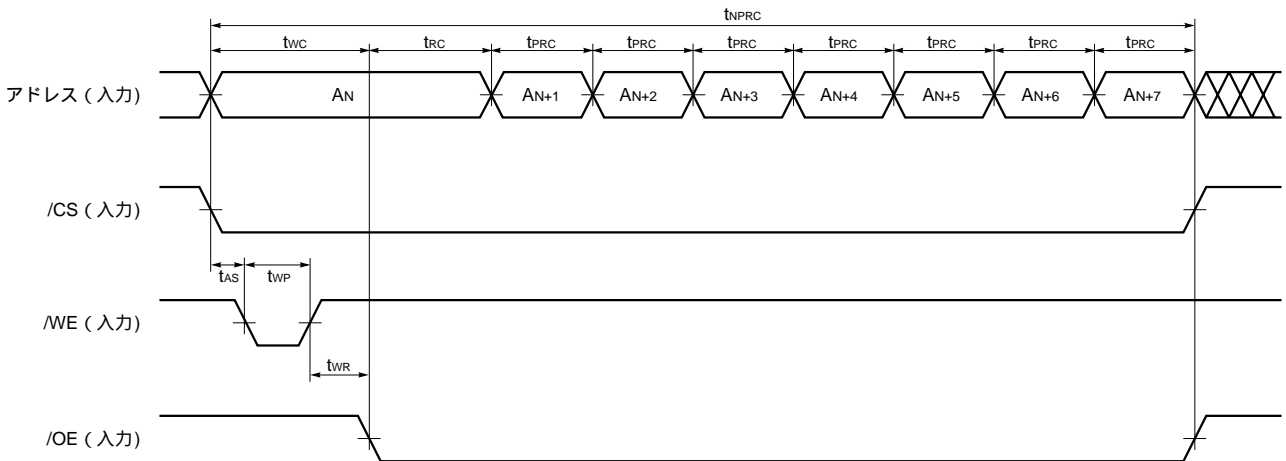 tNPRC
tWC tRC tPRC tPRC tPRC tPRC tPRC tPRC tPRC
アドレス（入力） AN AN+1 AN+2 AN+3 AN+4 AN+5 AN+6 AN+7
/CS（入力）
tAS tWP
/WE（入力）
tWR
/OE（入力）